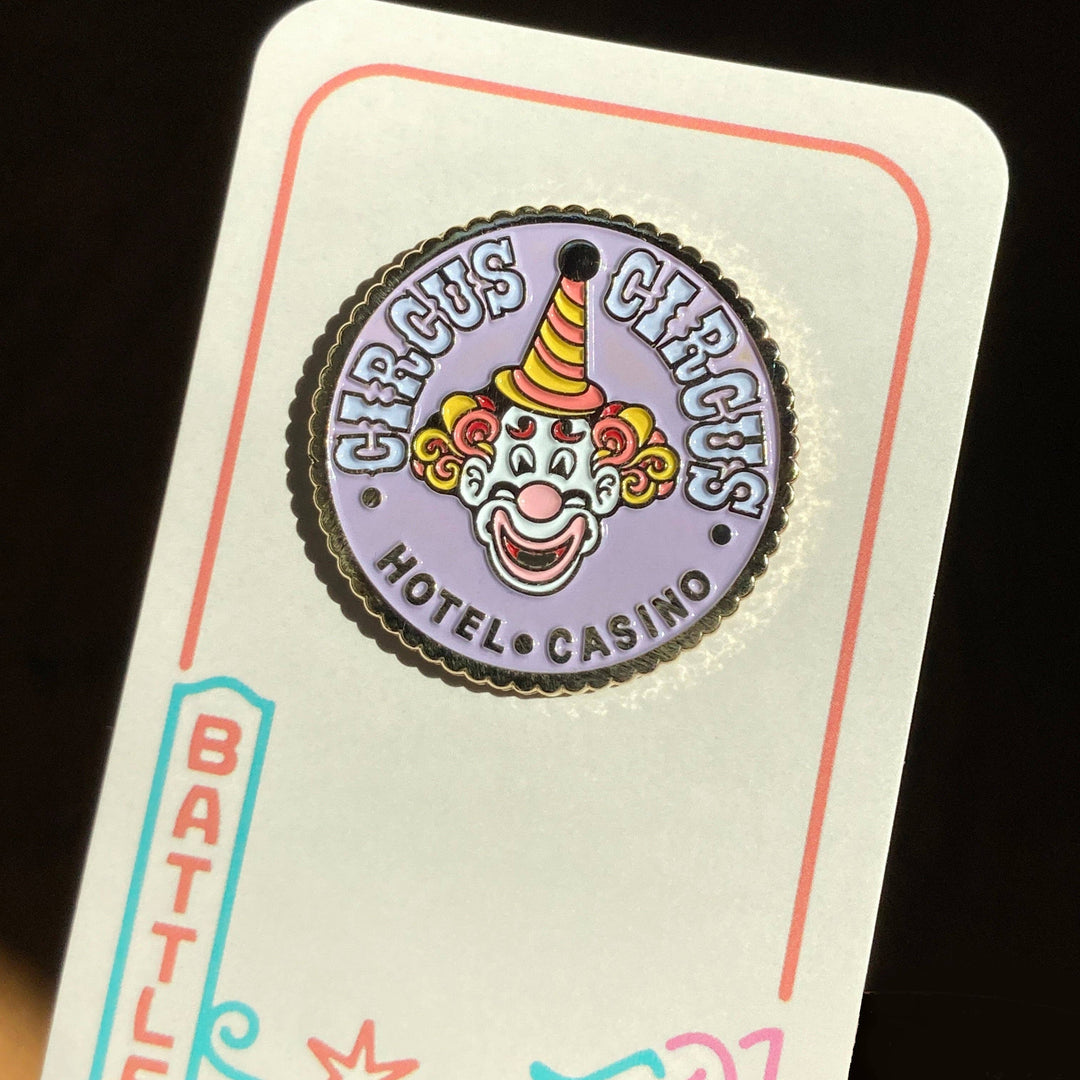 CIRCUS CIRCUS
HOTEL • CASINO
BATTLE